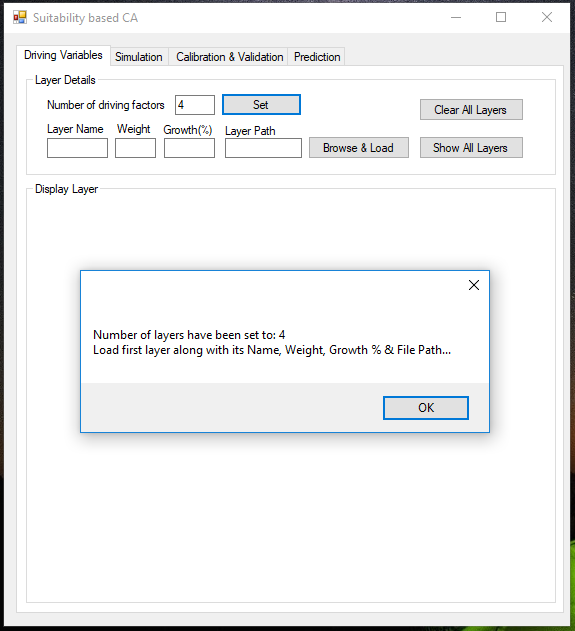 Suitability based CA
Driving Variables Simulation Calibration & Validation Prediction
Layer Details
Number of driving factors 4 Set Clear All Layers
Layer Name Weight Growth(%) Layer Path
Browse & Load Show All Layers
Display Layer
Number of layers have been set to: 4
Load first layer along with its Name, Weight, Growth % & File Path...
OK